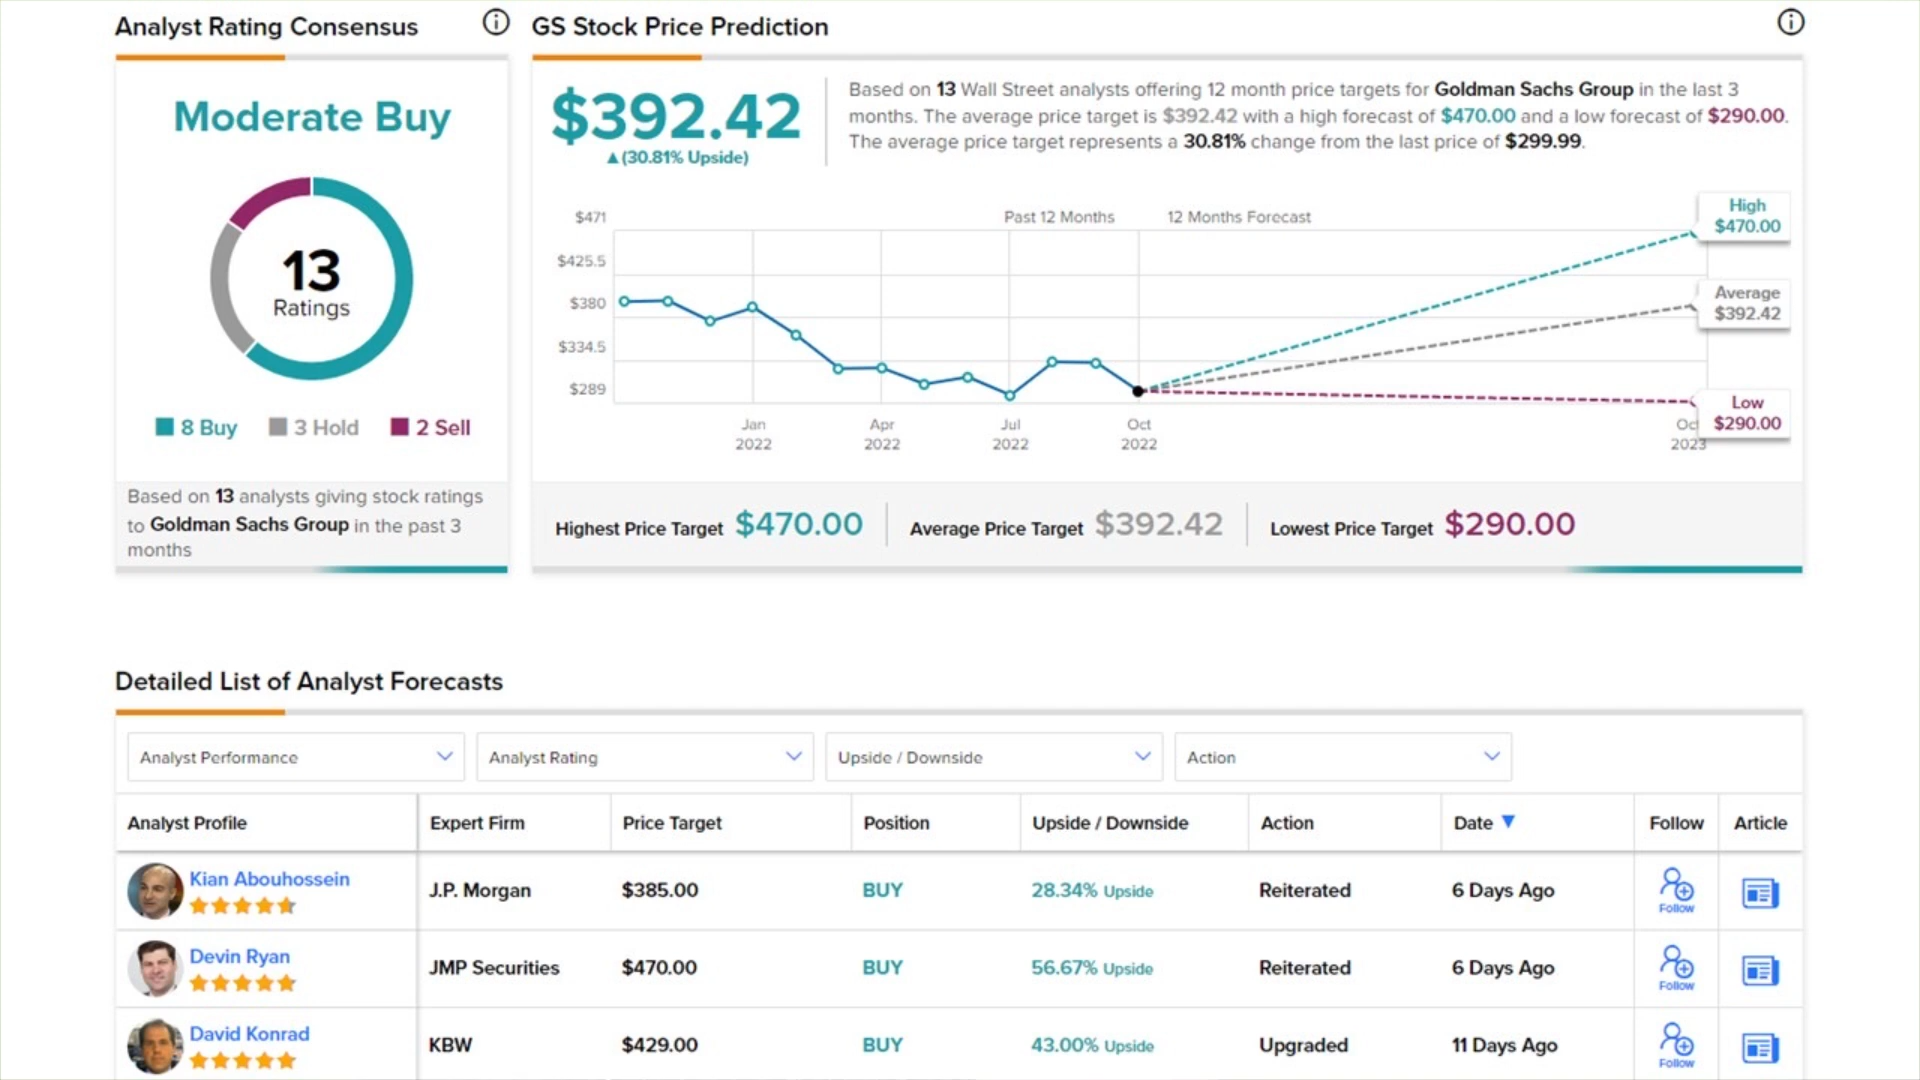 Analyst Rating Consensus
Moderate Buy
13
Ratings
8 Buy
3 Hold
2 Sell
Based on 13 analysts giving stock ratings
to Goldman Sachs Group in the past 3
months
GS Stock Price Prediction
$392.42
▲(30.81% Upside)
Based on 13 Wall Street analysts offering 12 month price targets for Goldman Sachs Group in the last 3
months. The average price target is $392.42 with a high forecast of $470.00 and a low forecast of $290.00.
The average price target represents a 30.81% change from the last price of $299.99.
$471
$425.5
$380
$334.5
$289
Past 12 Months
12 Months Forecast
High
$470.00
Average
$392.42
Low
$290.00
Jan
2022
Apr
2022
Jul
2022
Oct
2022
Oct
2023
Highest Price Target $470.00
Average Price Target $392.42
Lowest Price Target $290.00
Detailed List of Analyst Forecasts
Analyst Performance
Analyst Rating
Upside / Downside
Action
Analyst Profile Expert Firm Price Target Position Upside / Downside Action Date ▼ Follow Article
Kian Abouhossein J.P. Morgan $385.00 BUY 28.34% Upside Reiterated 6 Days Ago Follow
Devin Ryan JMP Securities $470.00 BUY 56.67% Upside Reiterated 6 Days Ago Follow
David Konrad KBW $429.00 BUY 43.00% Upside Upgraded 11 Days Ago Follow